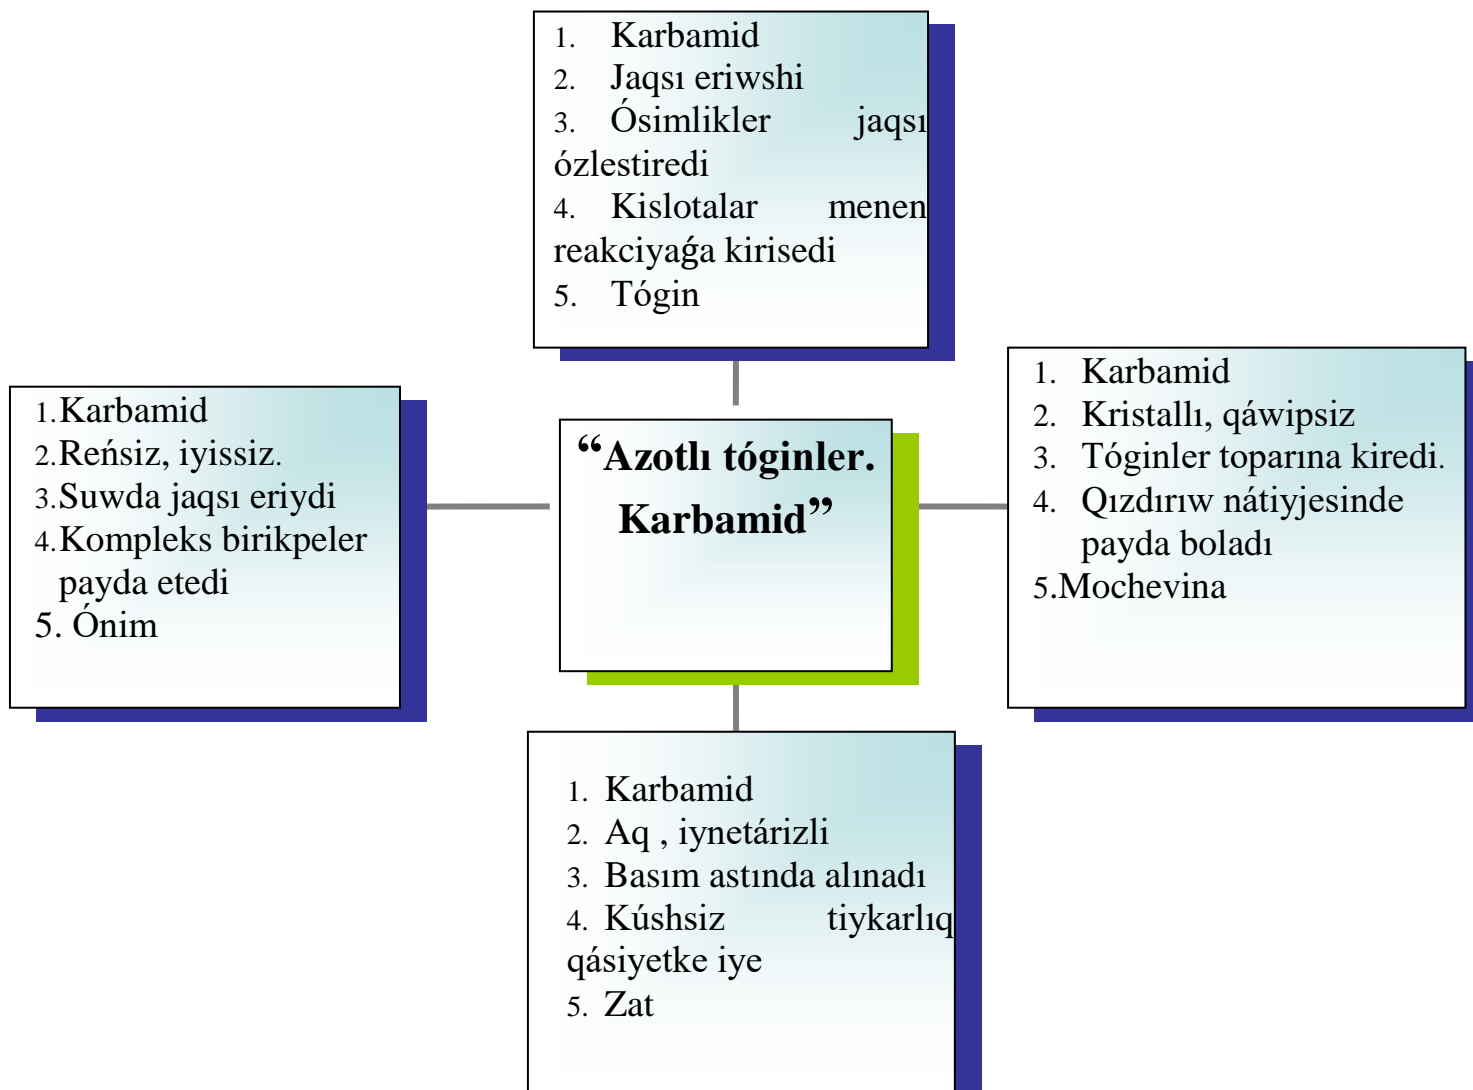 1. Karbamid
2. Jaqsı eriwshi
3. Ósimlikler jaqsı
ózlestiredi
4. Kislotalar menen
reakciyaǵa kirisedi
5. Tógin
1.Karbamid
2.Reńsiz, iyissiz.
3.Suwda jaqsı eriydi
4.Kompleks birikpeler
payda etedi
5. Ónim
“Azotlı tóginler.
Karbamid”
1. Karbamid
2. Kristallı, qáwipsiz
3. Tóginler toparına kiredi.
4. Qızdırıw nátiyjesinde
payda boladı
5.Mochevina
1. Karbamid
2. Aq , iynetárizli
3. Basım astında alınadı
4. Kúshsiz tiykarlıq
qásiyetke iye
5. Zat